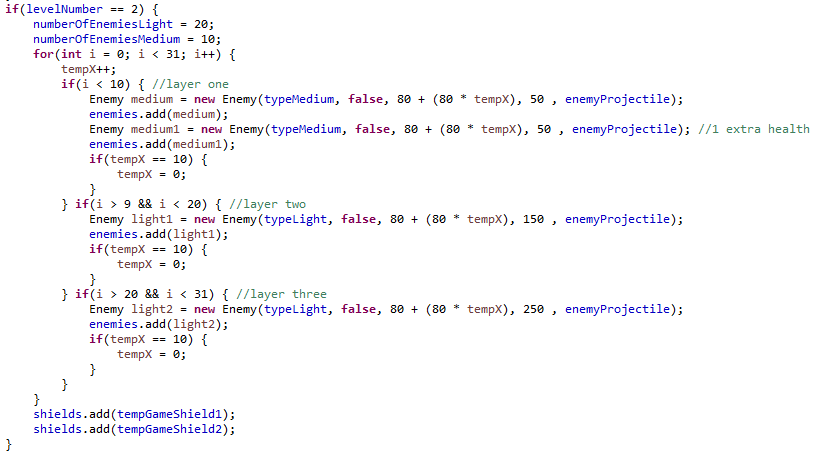 if(levelNumber == 2) {
    numberOfEnemiesLight = 20;
    numberOfEnemiesMedium = 10;
    for(int i = 0; i < 31; i++) {
        tempX++;
        if(i < 10) { //layer one
            Enemy medium = new Enemy(typeMedium, false, 80 + (80 * tempX), 50 , enemyProjectile);
            enemies.add(medium);
            Enemy medium1 = new Enemy(typeMedium, false, 80 + (80 * tempX), 50 , enemyProjectile); //1 extra health
            enemies.add(medium1);
            if(tempX == 10) {
                tempX = 0;
            }
        } if(i > 9 && i < 20) { //layer two
            Enemy light1 = new Enemy(typeLight, false, 80 + (80 * tempX), 150 , enemyProjectile);
            enemies.add(light1);
            if(tempX == 10) {
                tempX = 0;
            }
        } if(i > 20 && i < 31) { //layer three
            Enemy light2 = new Enemy(typeLight, false, 80 + (80 * tempX), 250 , enemyProjectile);
            enemies.add(light2);
            if(tempX == 10) {
                tempX = 0;
            }
        }
    }
    shields.add(tempGameShield1);
    shields.add(tempGameShield2);
}